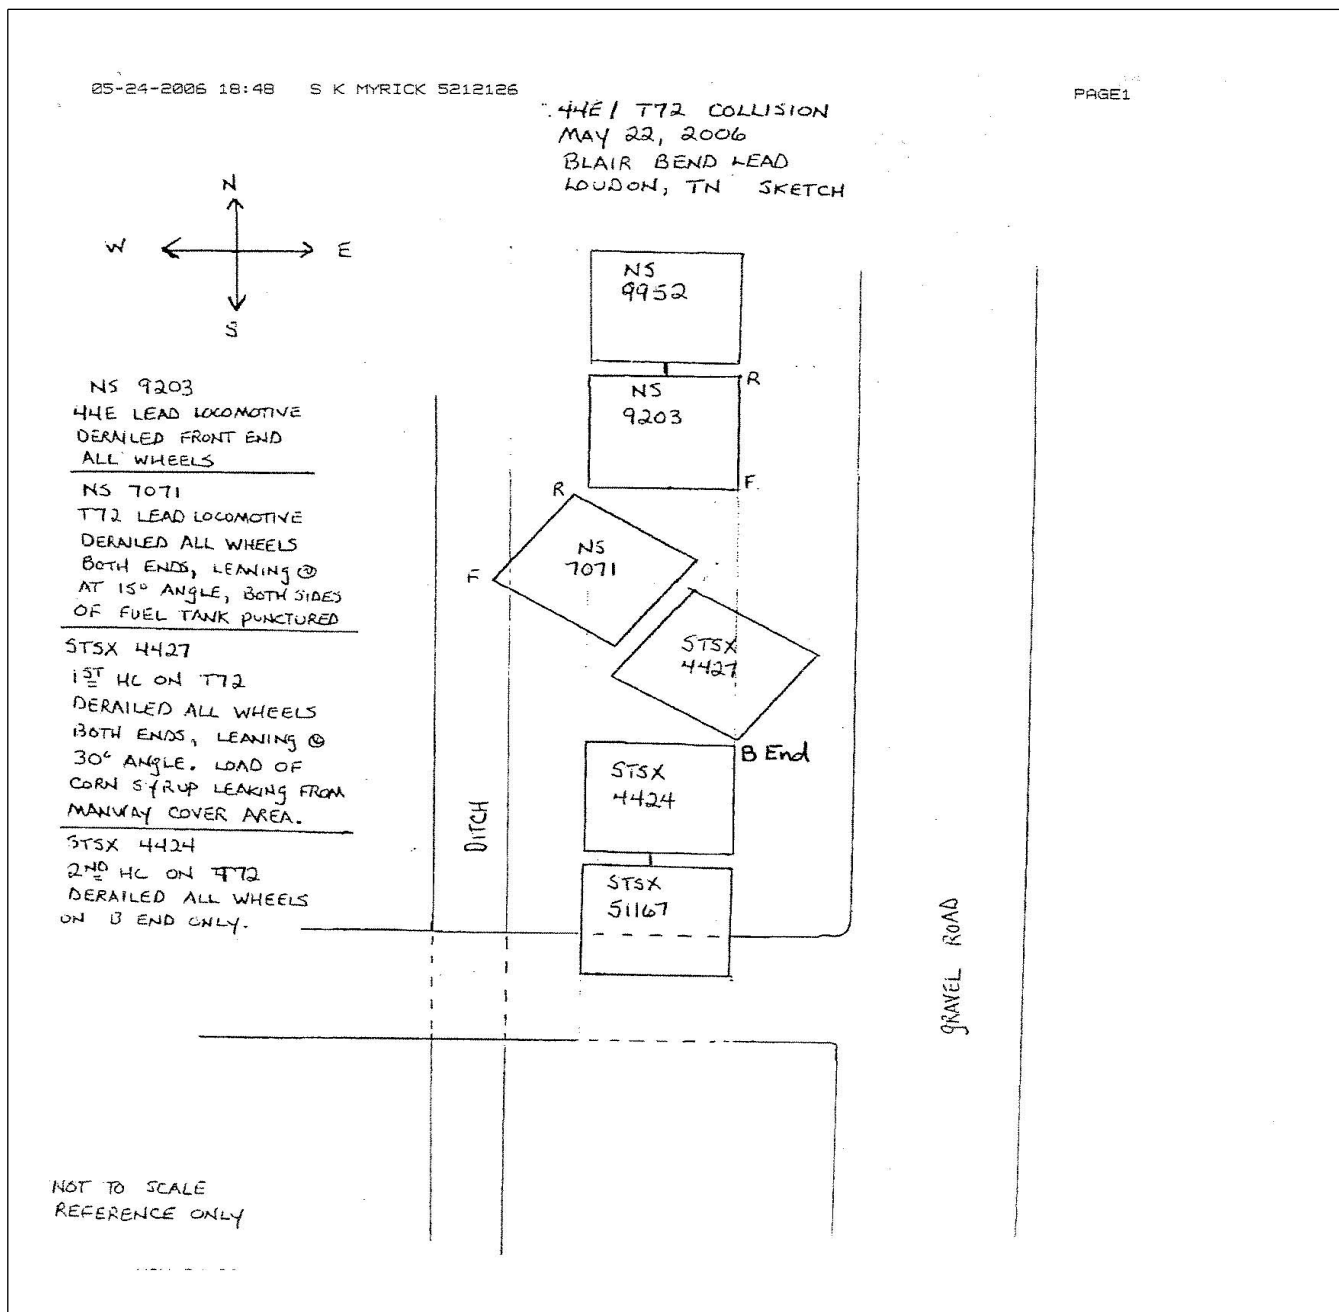 05-24-2006 18:48 S K MYRICK 5212126 PAGE1
44E / T72 COLLISION
MAY 22, 2006
BLAIR BEND LEAD
LOUDON, TN SKETCH
N
W E
S
NS
9952
R
NS
9203
F
R
F
NS
7071
STSX
4427
B End
STSX
4424
STSX
51167
DITCH
GRAVEL ROAD
NS 9203
44E LEAD LOCOMOTIVE
DERAILED FRONT END
ALL WHEELS
NS 7071
T72 LEAD LOCOMOTIVE
DERAILED ALL WHEELS
BOTH ENDS, LEANING @
AT 15° ANGLE, BOTH SIDES
OF FUEL TANK PUNCTURED
STSX 4427
1ST HC ON T72
DERAILED ALL WHEELS
BOTH ENDS, LEANING @
30° ANGLE. LOAD OF
CORN SYRUP LEAKING FROM
MANWAY COVER AREA.
STSX 4424
2ND HC ON T72
DERAILED ALL WHEELS
ON B END ONLY.
NOT TO SCALE
REFERENCE ONLY